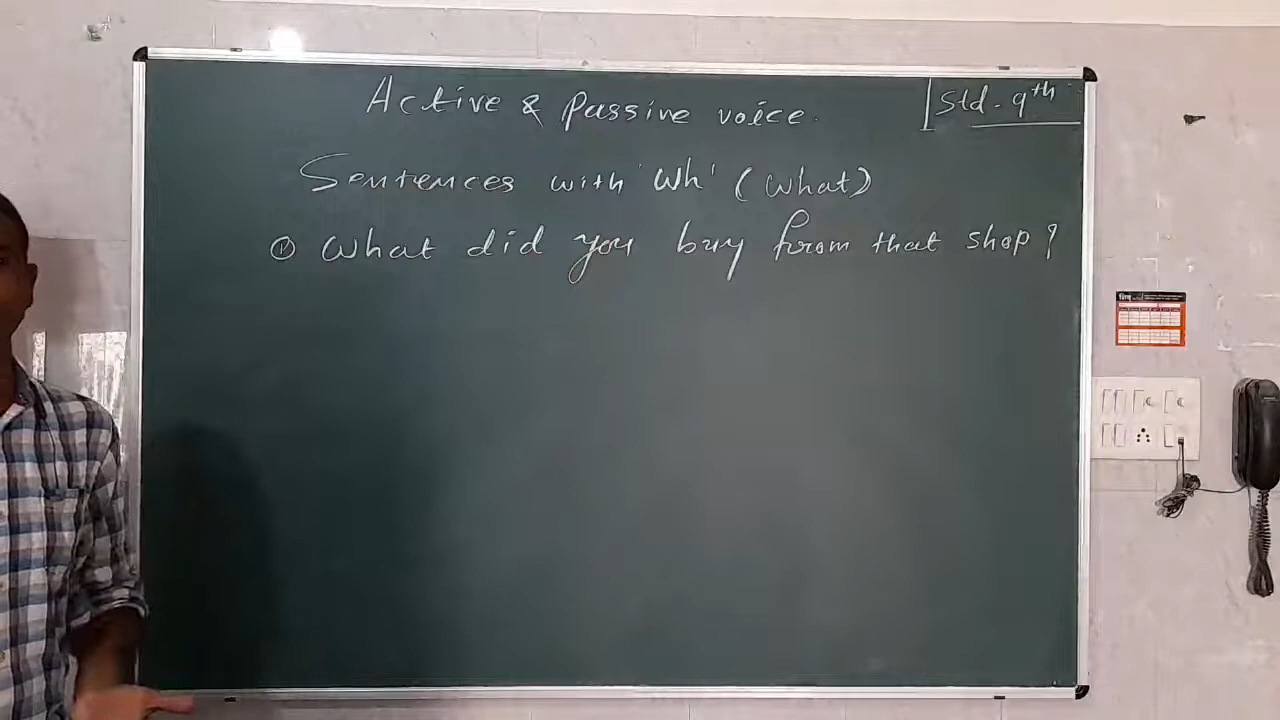 Active & Passive voice.
Std. 9th
Sentences with 'Wh' (What)
① What did you buy from that shop?